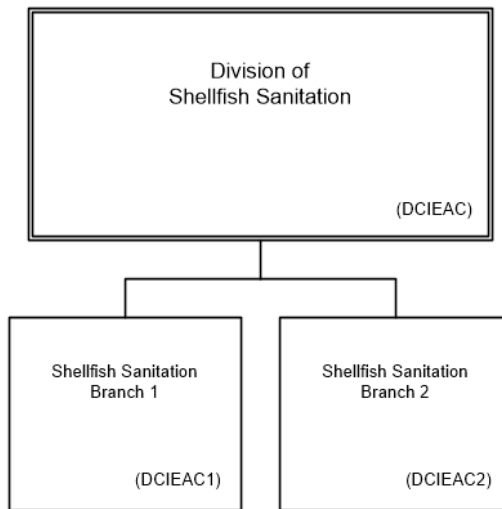 Division of
Shellfish Sanitation
(DCIEAC)
Shellfish Sanitation
Branch 1
(DCIEAC1)
Shellfish Sanitation
Branch 2
(DCIEAC2)